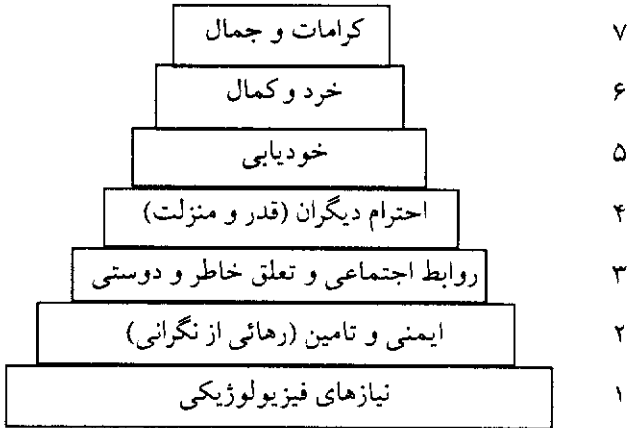 کرامات و جمال ۷
خرد و کمال ۶
خودیابی ۵
احترام دیگران (قدر و منزلت) ۴
روابط اجتماعی و تعلق خاطر و دوستی ۳
ایمنی و تامین (رهائی از نگرانی) ۲
نیازهای فیزیولوژیکی ۱